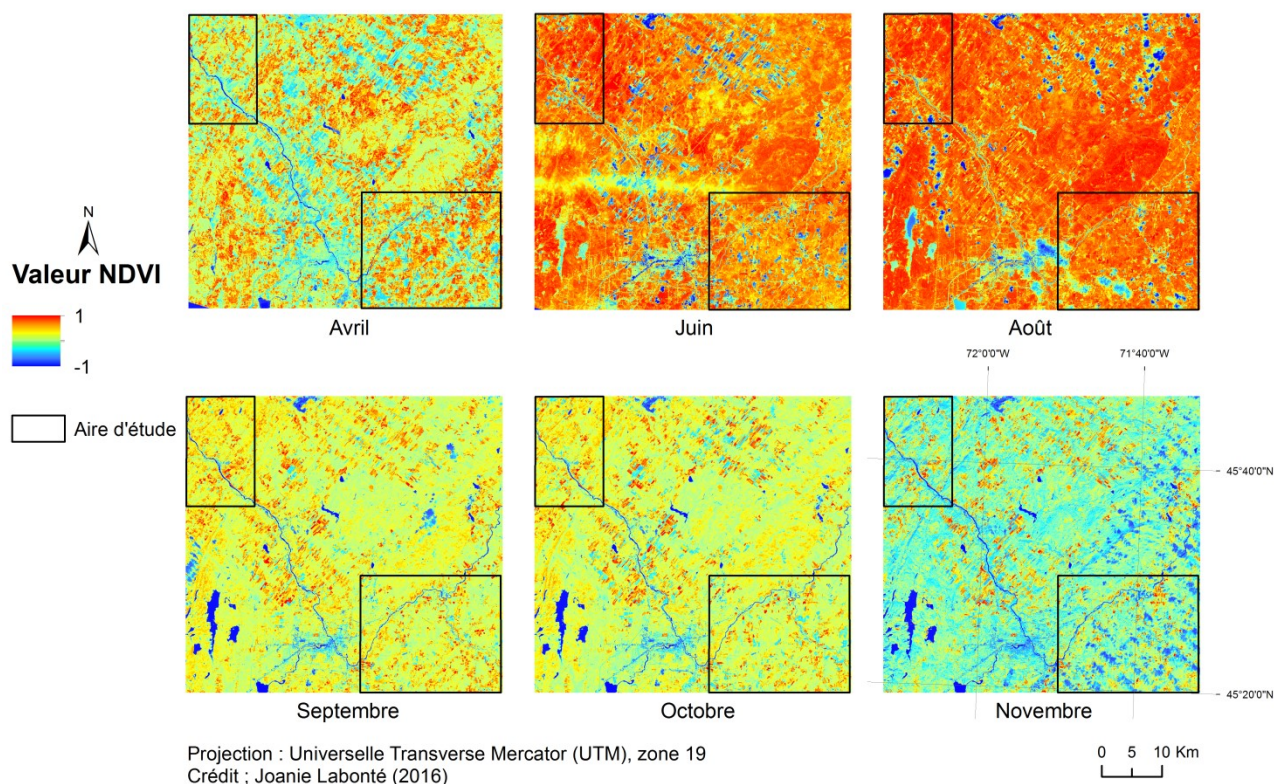 Avril
Juin
Août
N
Valeur NDVI
1
-1
Aire d'étude
72°0'0"W
71°40'0"W
45°40'0"N
45°20'0"N
Septembre
Octobre
Novembre
Projection : Universelle Transverse Mercator (UTM), zone 19
Crédit ; Joanie Labonté (2016)
0 5 10 Km